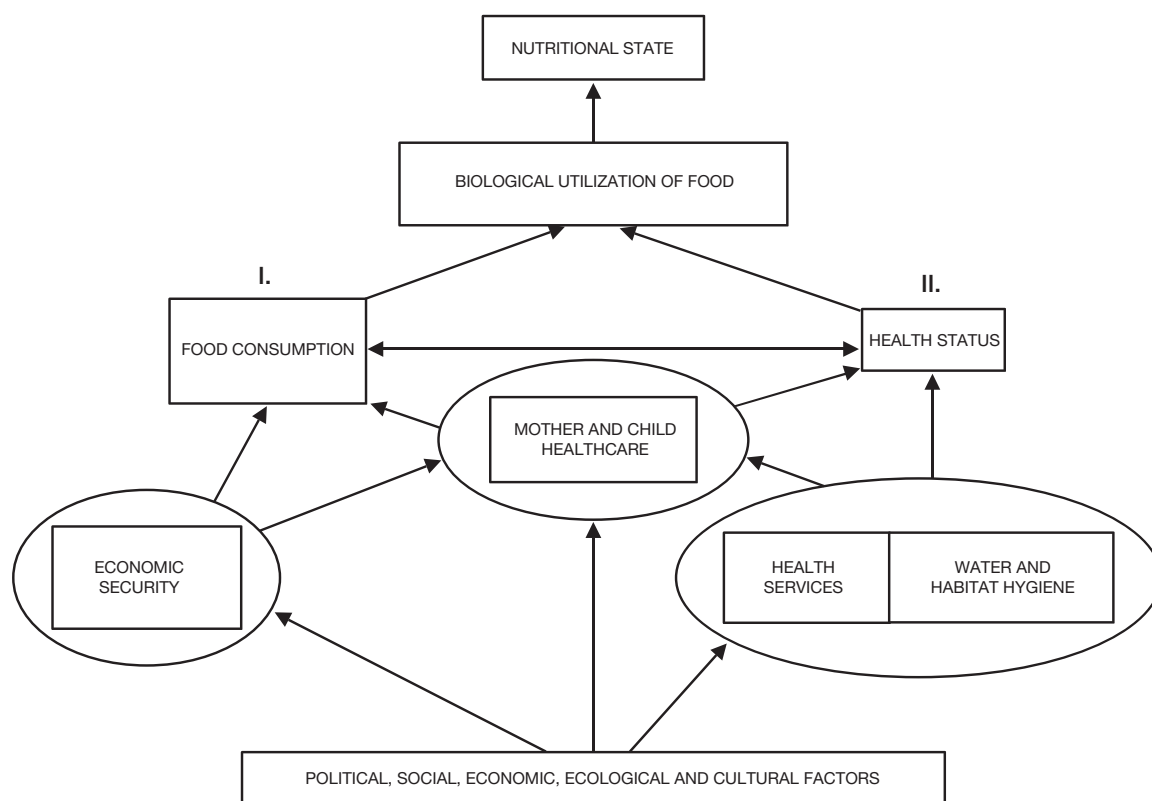 NUTRITIONAL STATE
BIOLOGICAL UTILIZATION OF FOOD
I.
II.
FOOD CONSUMPTION
HEALTH STATUS
MOTHER AND CHILD
HEALTHCARE
ECONOMIC
SECURITY
HEALTH
SERVICES
WATER AND
HABITAT HYGIENE
POLITICAL, SOCIAL, ECONOMIC, ECOLOGICAL AND CULTURAL FACTORS